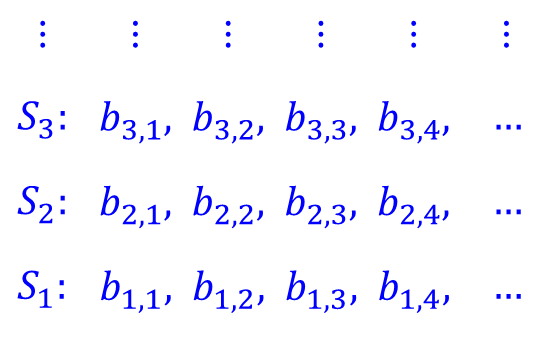 ⋮ ⋮ ⋮ ⋮ ⋮ ⋮
S₃: b₃,₁, b₃,₂, b₃,₃, b₃,₄, ...
S₂: b₂,₁, b₂,₂, b₂,₃, b₂,₄, ...
S₁: b₁,₁, b₁,₂, b₁,₃, b₁,₄, ...